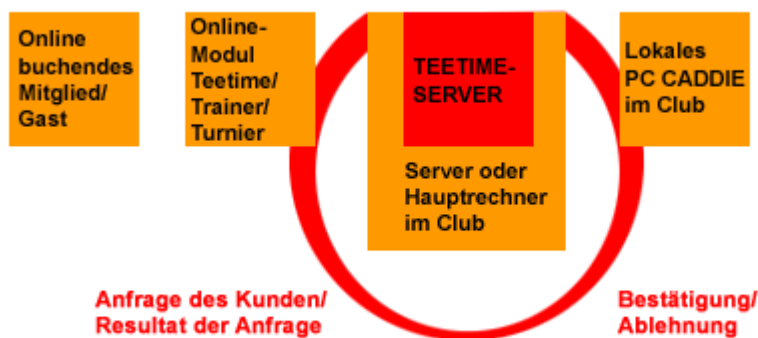 Online
buchendes
Mitglied/
Gast
Online-
Modul
Teetime/
Trainer/
Turnier
TEETIME-
SERVER
Server oder
Hauptrechner
im Club
Lokales
PC CADDIE
im Club
Anfrage des Kunden/
Resultat der Anfrage
Bestätigung/
Ablehnung